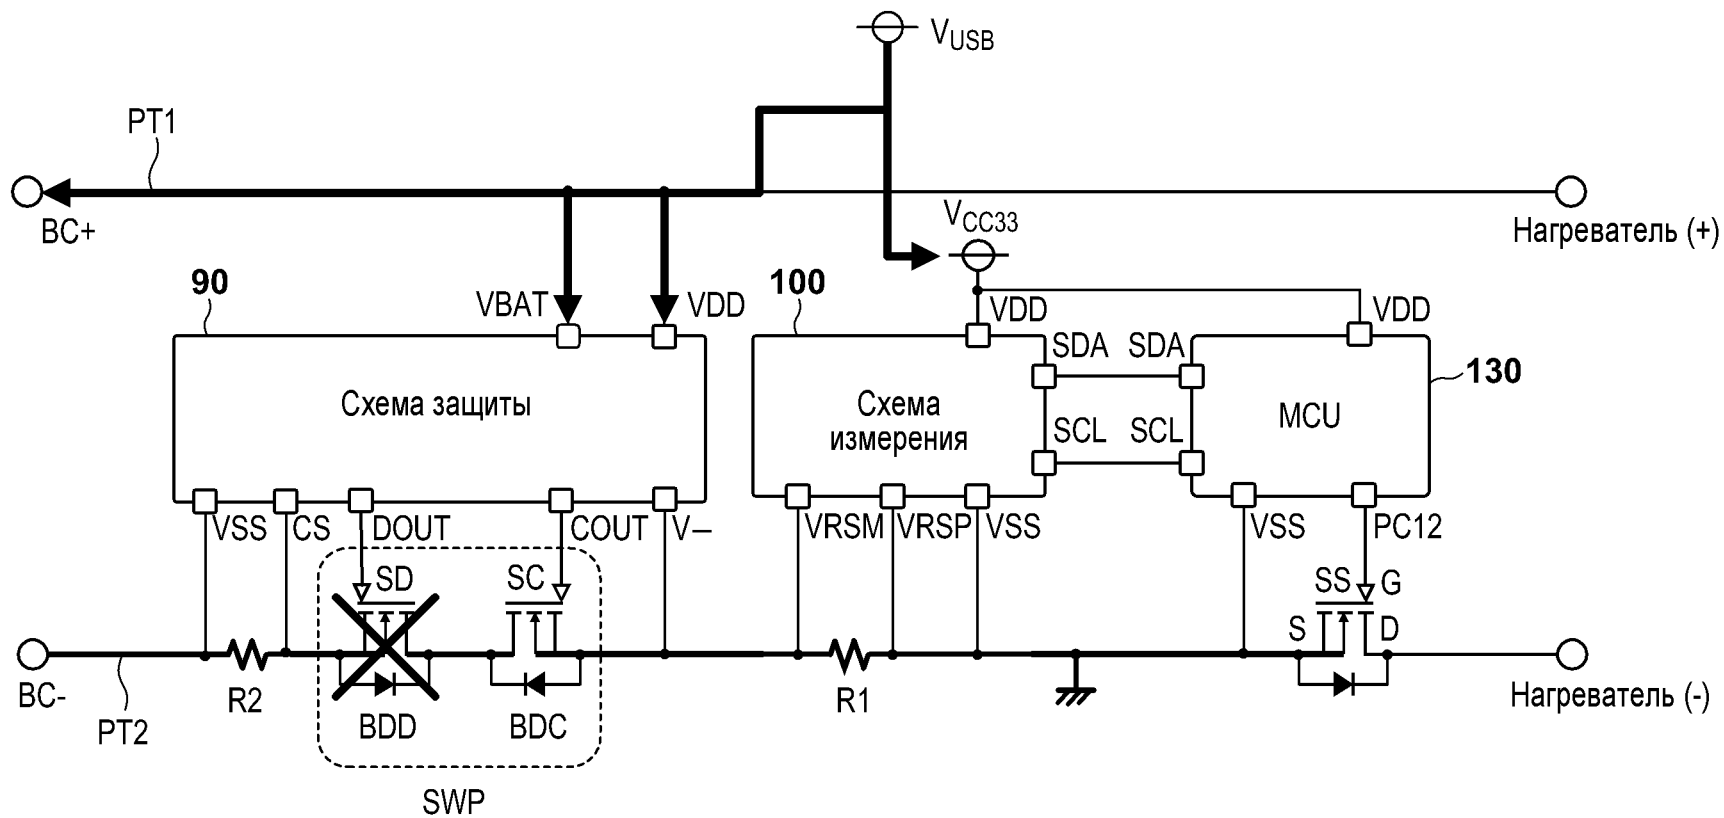 VUSB
PT1
BC+
VCC33
Нагреватель (+)
90
VBAT
VDD
100
VDD
VDD
SDA
SDA
130
Схема защиты
Схема
измерения
MCU
SCL
SCL
VSS
CS
DOUT
COUT
V–
VRSM
VRSP
VSS
VSS
PC12
SD
SC
SS
G
S
D
BC-
PT2
R2
BDD
BDC
R1
Нагреватель (-)
SWP